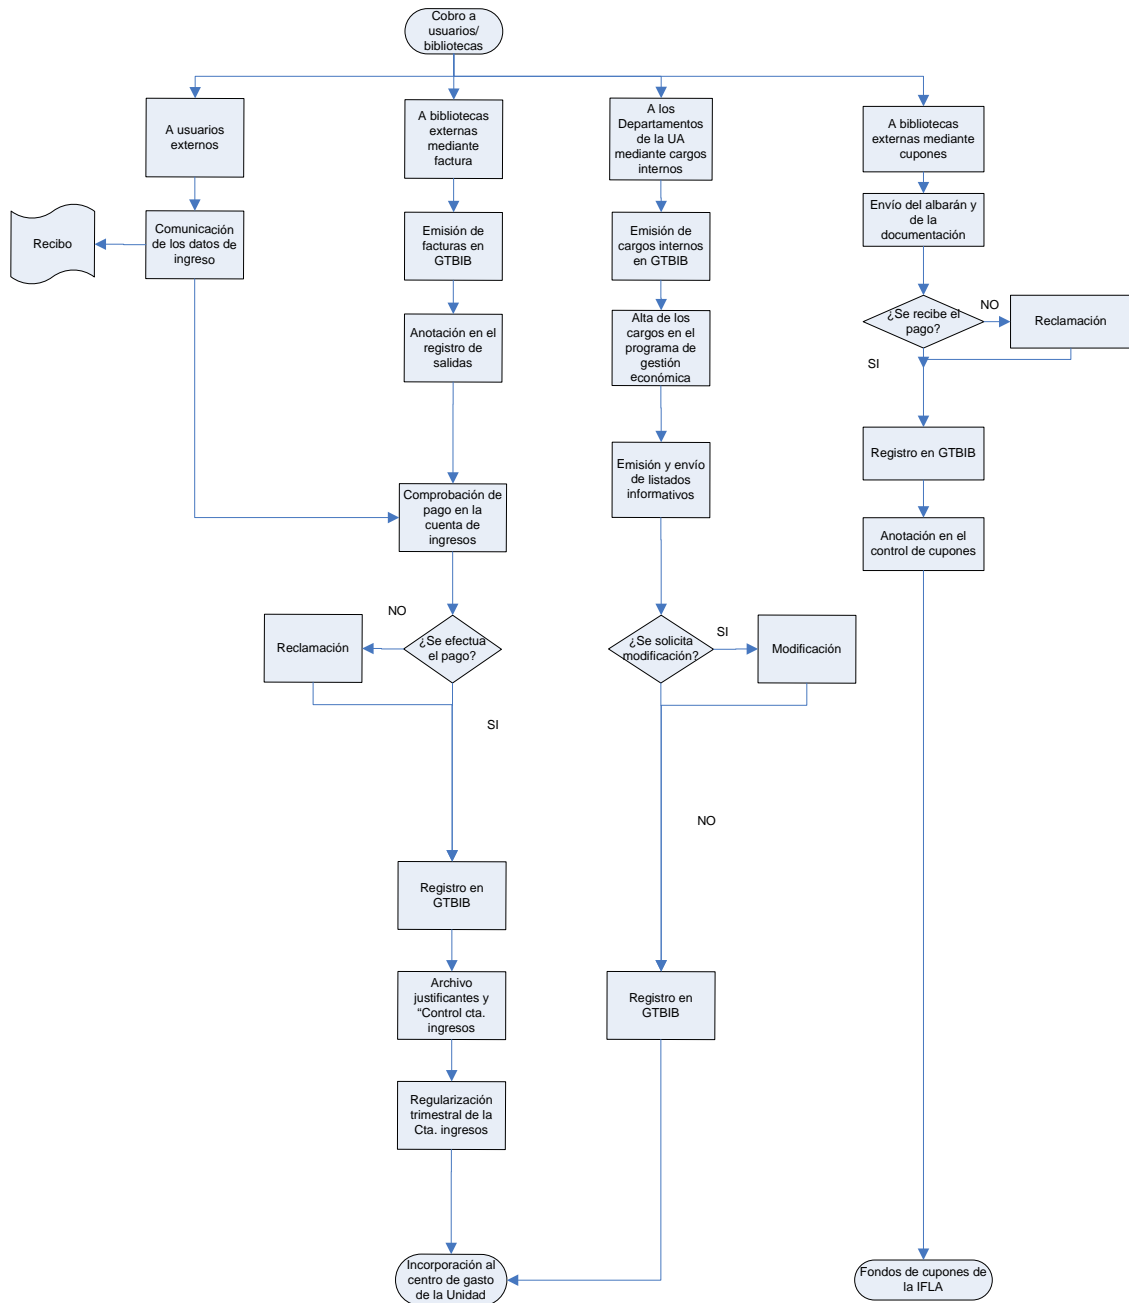 Cobro a
usuarios/
bibliotecas
A usuarios
externos
A bibliotecas
externas
mediante
factura
A los
Departamentos
de la UA
mediante cargos
internos
A bibliotecas
externas mediante
cupones
Recibo
Comunicación
de los datos de
ingreso
Emisión de
facturas en
GTBIB
Emisión de
cargos internos
en GTBIB
Envío del albarán y
de la
documentación
Anotación en el
registro de
salidas
Alta de los
cargos en el
programa de
gestión
económica
¿Se recibe el
pago?
NO
Reclamación
SI
Emisión y envío
de listados
informativos
Registro en GTBIB
Comprobación de
pago en la
cuenta de
ingresos
Anotación en el
control de cupones
NO
Reclamación
¿Se efectua
el pago?
SI
¿Se solicita
modificación?
SI
Modificación
NO
Registro en
GTBIB
Archivo
justificantes y
“Control cta.
ingresos
Registro en
GTBIB
Regularización
trimestral de la
Cta. ingresos
Incorporación al
centro de gasto
de la Unidad
Fondos de cupones de
la IFLA